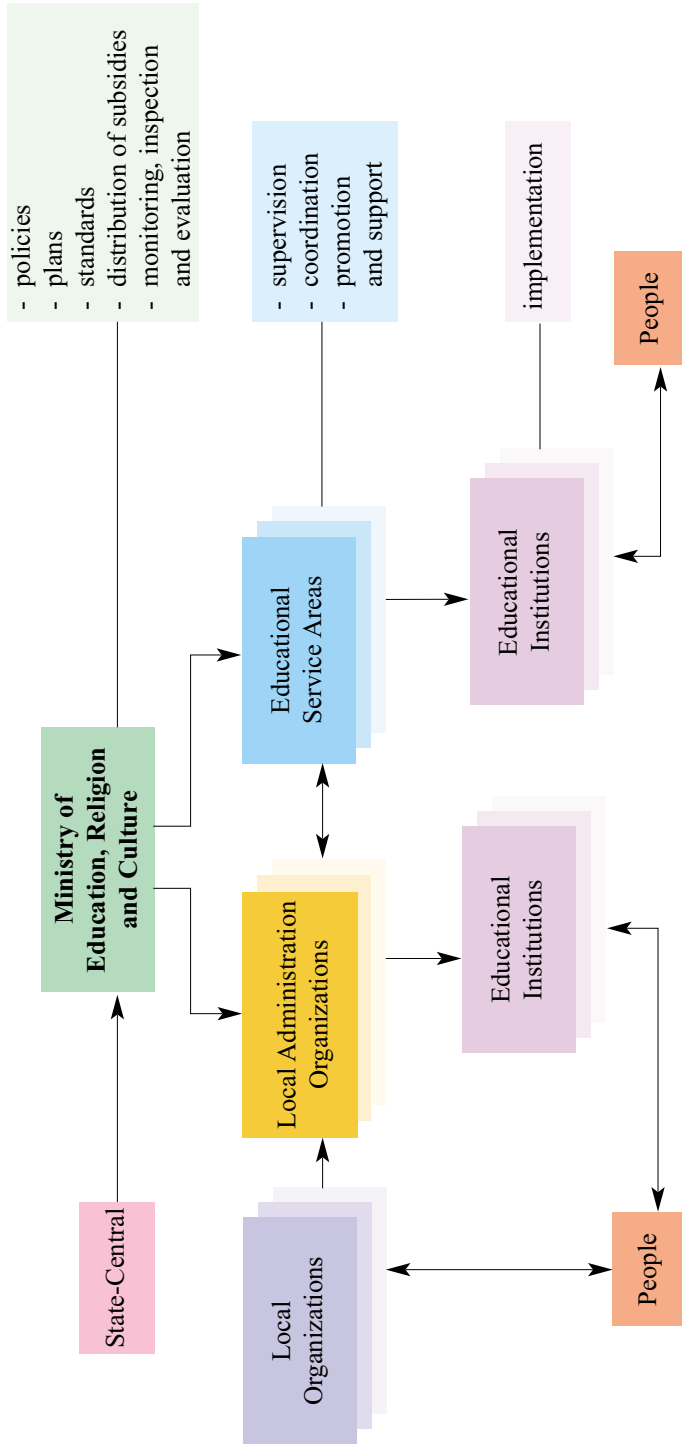 State-Central
Ministry of
Education, Religion
and Culture
- policies
- plans
- standards
- distribution of subsidies
- monitoring, inspection
and evaluation
Local
Organizations
Local Administration
Organizations
Educational
Service Areas
- supervision
- coordination
- promotion
and support
Educational
Institutions
Educational
Institutions
implementation
People
People